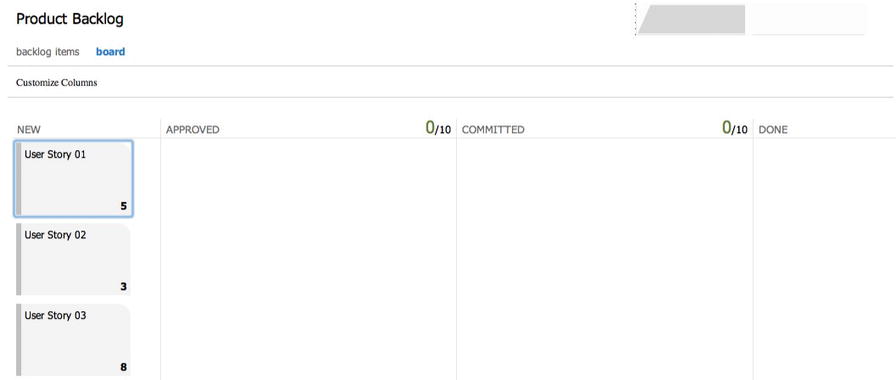 Product Backlog
backlog items board
Customize Columns
NEW APPROVED 0/10 COMMITTED 0/10 DONE
User Story 01
5
User Story 02
3
User Story 03
8